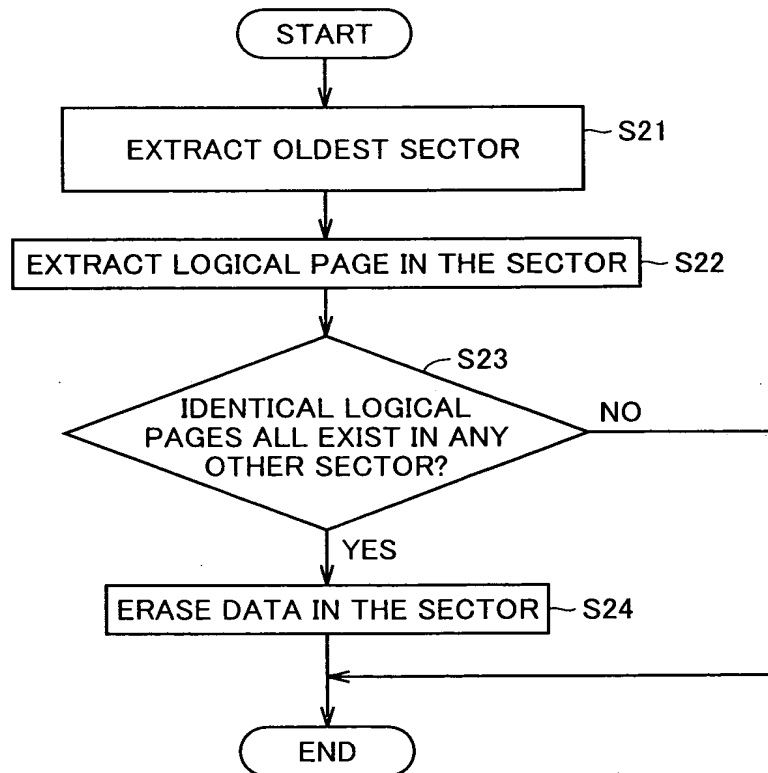 START
EXTRACT OLDEST SECTOR
S21
EXTRACT LOGICAL PAGE IN THE SECTOR
S22
S23
IDENTICAL LOGICAL
PAGES ALL EXIST IN ANY
OTHER SECTOR?
NO
YES
ERASE DATA IN THE SECTOR
S24
END